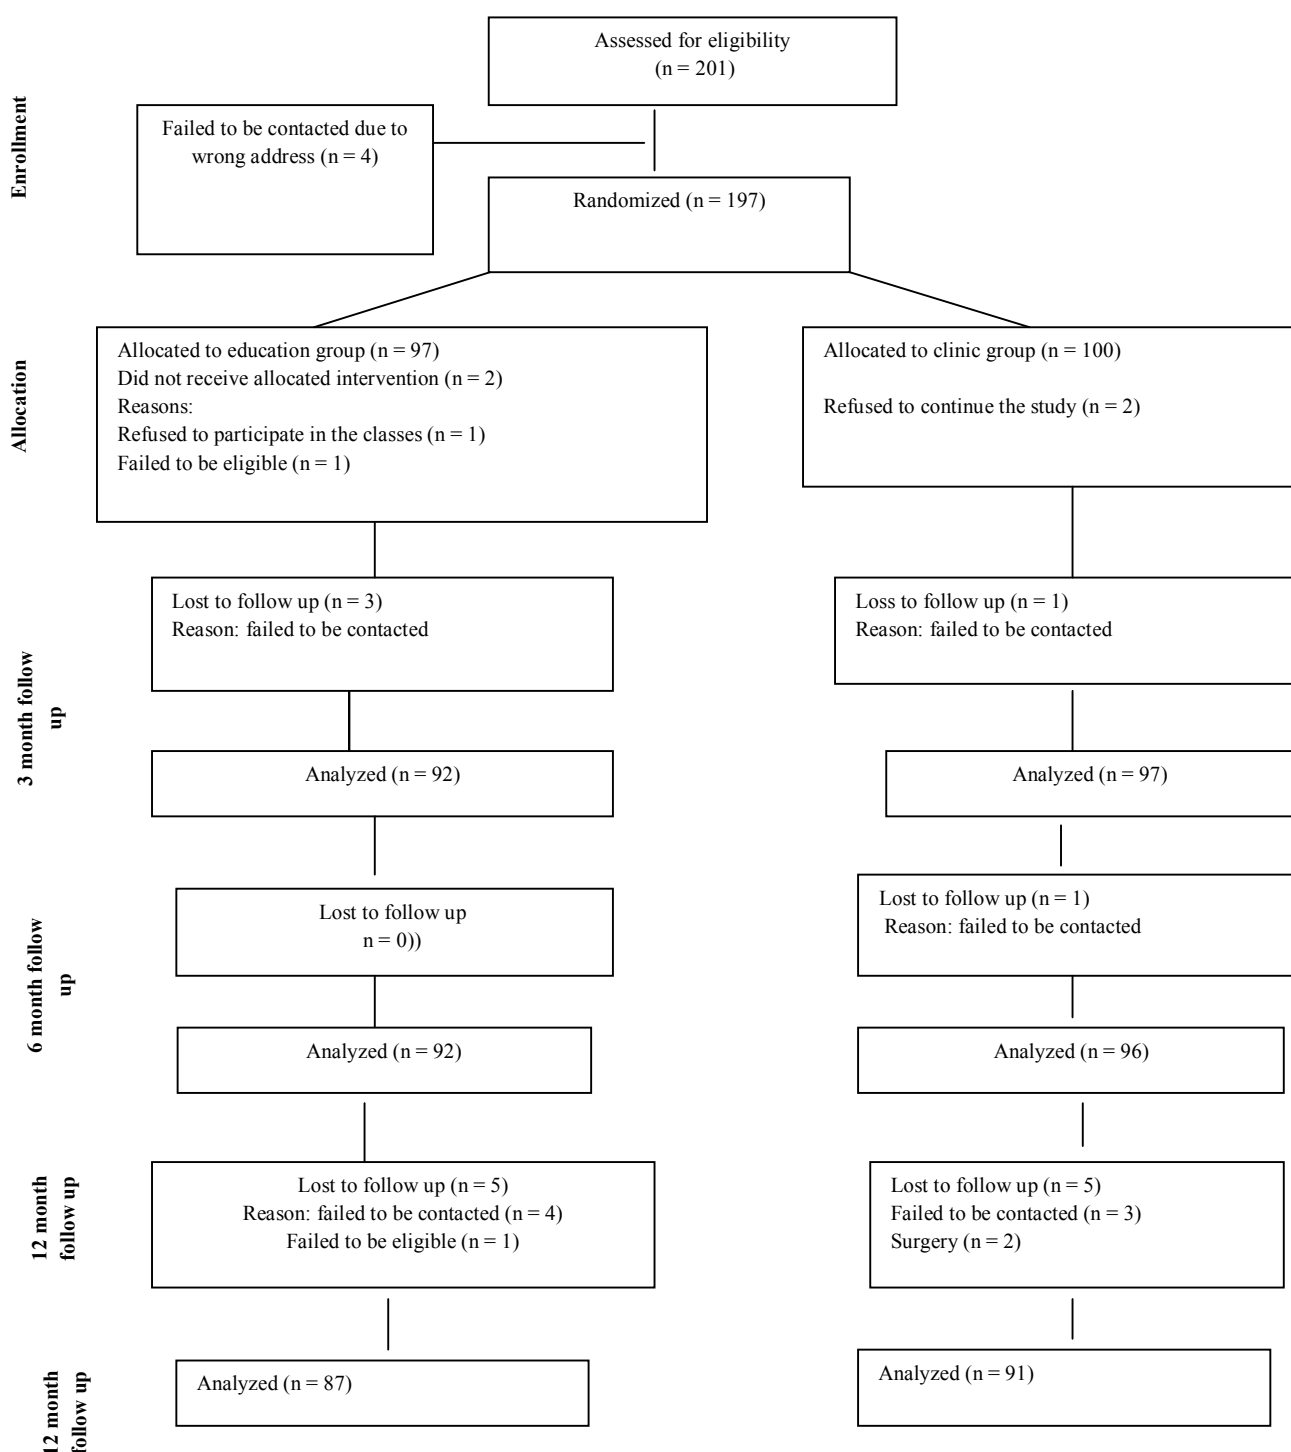 Assessed for eligibility
(n = 201)
Enrollment
Failed to be contacted due to
wrong address (n = 4)
Randomized (n = 197)
Allocation
Allocated to education group (n = 97)
Did not receive allocated intervention (n = 2)
Reasons:
Refused to participate in the classes (n = 1)
Failed to be eligible (n = 1)
Allocated to clinic group (n = 100)
Refused to continue the study (n = 2)
3 month follow
up
Lost to follow up (n = 3)
Reason: failed to be contacted
Loss to follow up (n = 1)
Reason: failed to be contacted
Analyzed (n = 92)
Analyzed (n = 97)
6 month follow
up
Lost to follow up
n = 0))
Lost to follow up (n = 1)
Reason: failed to be contacted
Analyzed (n = 92)
Analyzed (n = 96)
12 month
follow up
Lost to follow up (n = 5)
Reason: failed to be contacted (n = 4)
Failed to be eligible (n = 1)
Lost to follow up (n = 5)
Failed to be contacted (n = 3)
Surgery (n = 2)
12 month
follow up
Analyzed (n = 87)
Analyzed (n = 91)